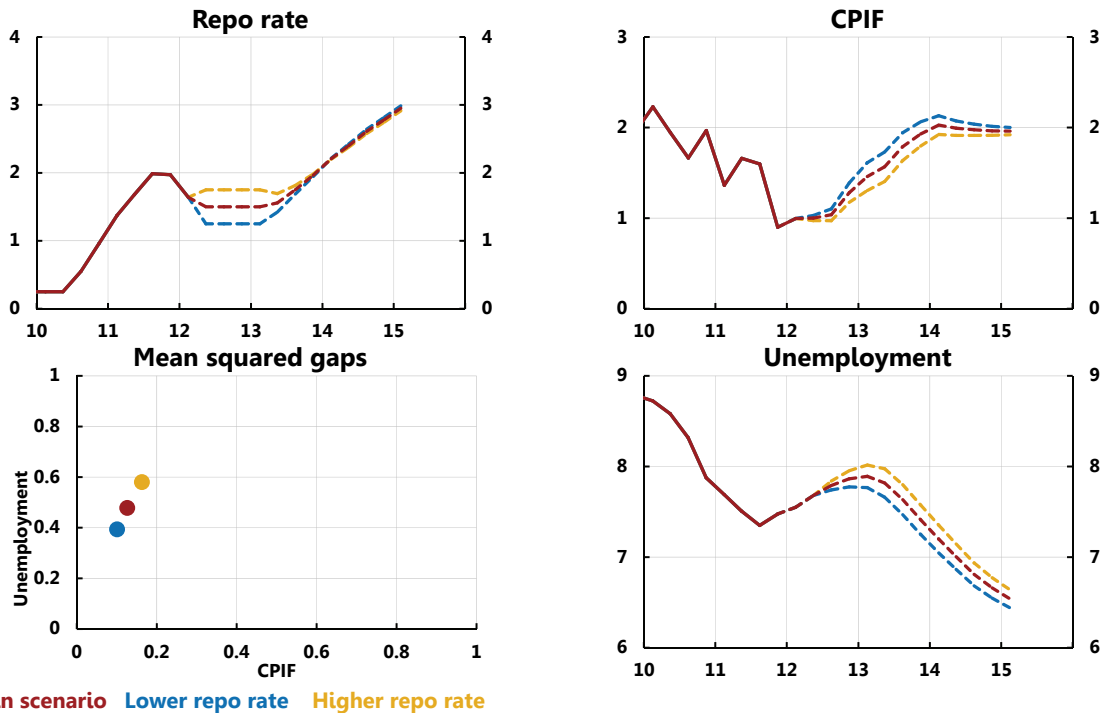 Repo rate
CPIF
4 4
3 3
2 2
1 1
0 0
10 11 12 13 14 15
3 3
2 2
1 1
0 0
10 11 12 13 14 15
Mean squared gaps
Unemployment
1
0.8
0.6
0.4
0.2
0
Unemployment
0 0.2 0.4 0.6 0.8 1
CPIF
9 9
8 8
7 7
6 6
10 11 12 13 14 15
n scenario Lower repo rate Higher repo rate